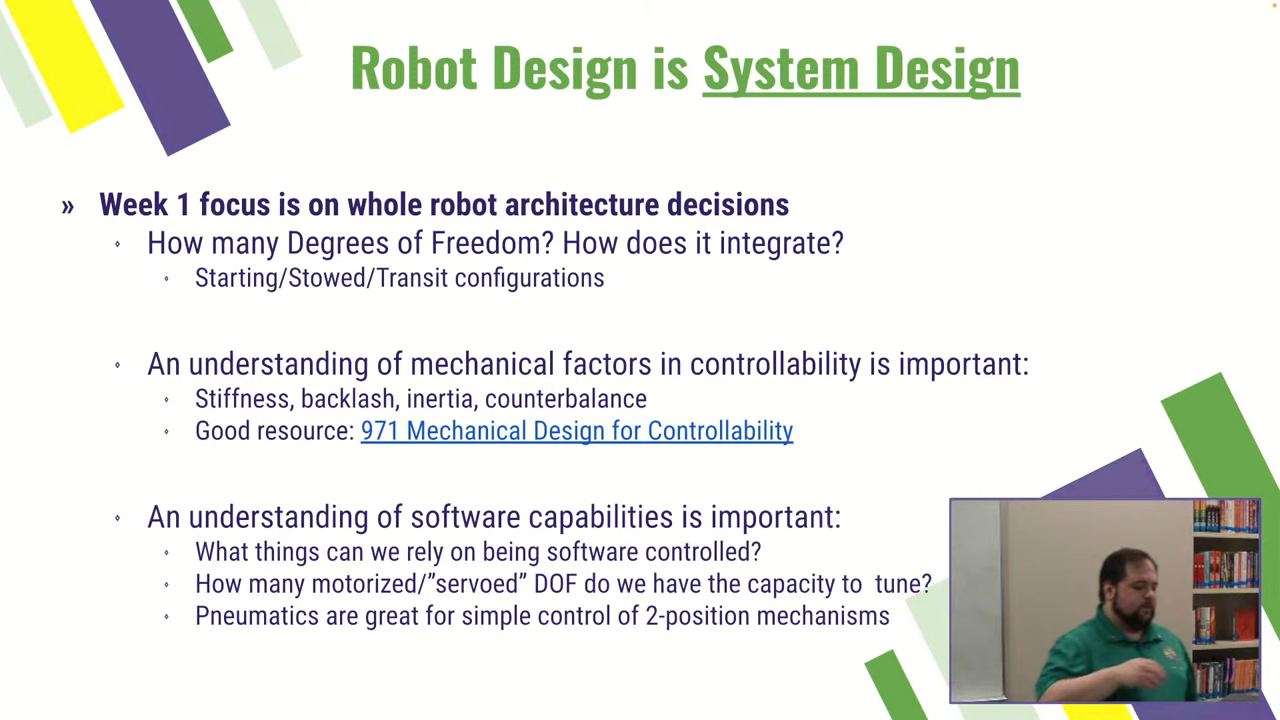 Robot Design is System Design
» Week 1 focus is on whole robot architecture decisions
How many Degrees of Freedom? How does it integrate?
Starting/Stowed/Transit configurations
An understanding of mechanical factors in controllability is important:
Stiffness, backlash, inertia, counterbalance
Good resource: 971 Mechanical Design for Controllability
An understanding of software capabilities is important:
What things can we rely on being software controlled?
How many motorized/”servoed” DOF do we have the capacity to tune?
Pneumatics are great for simple control of 2-position mechanisms